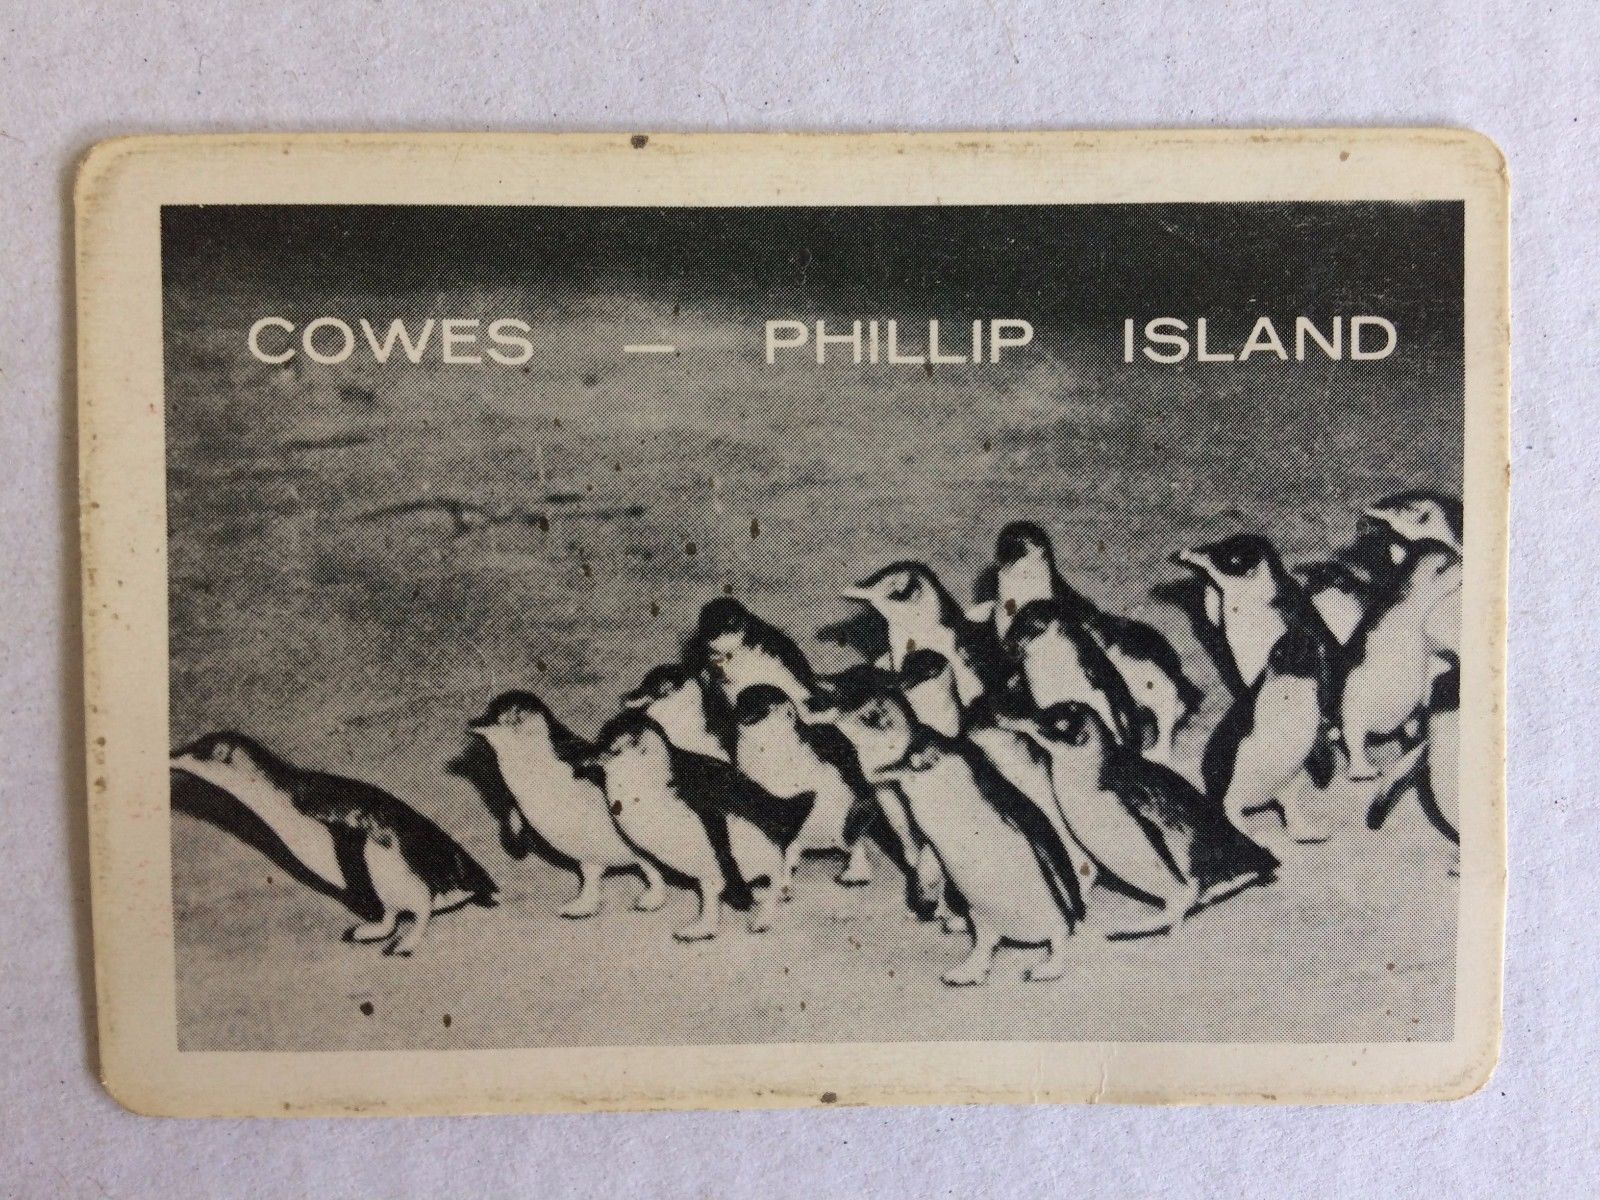 COWES — PHILLIP ISLAND